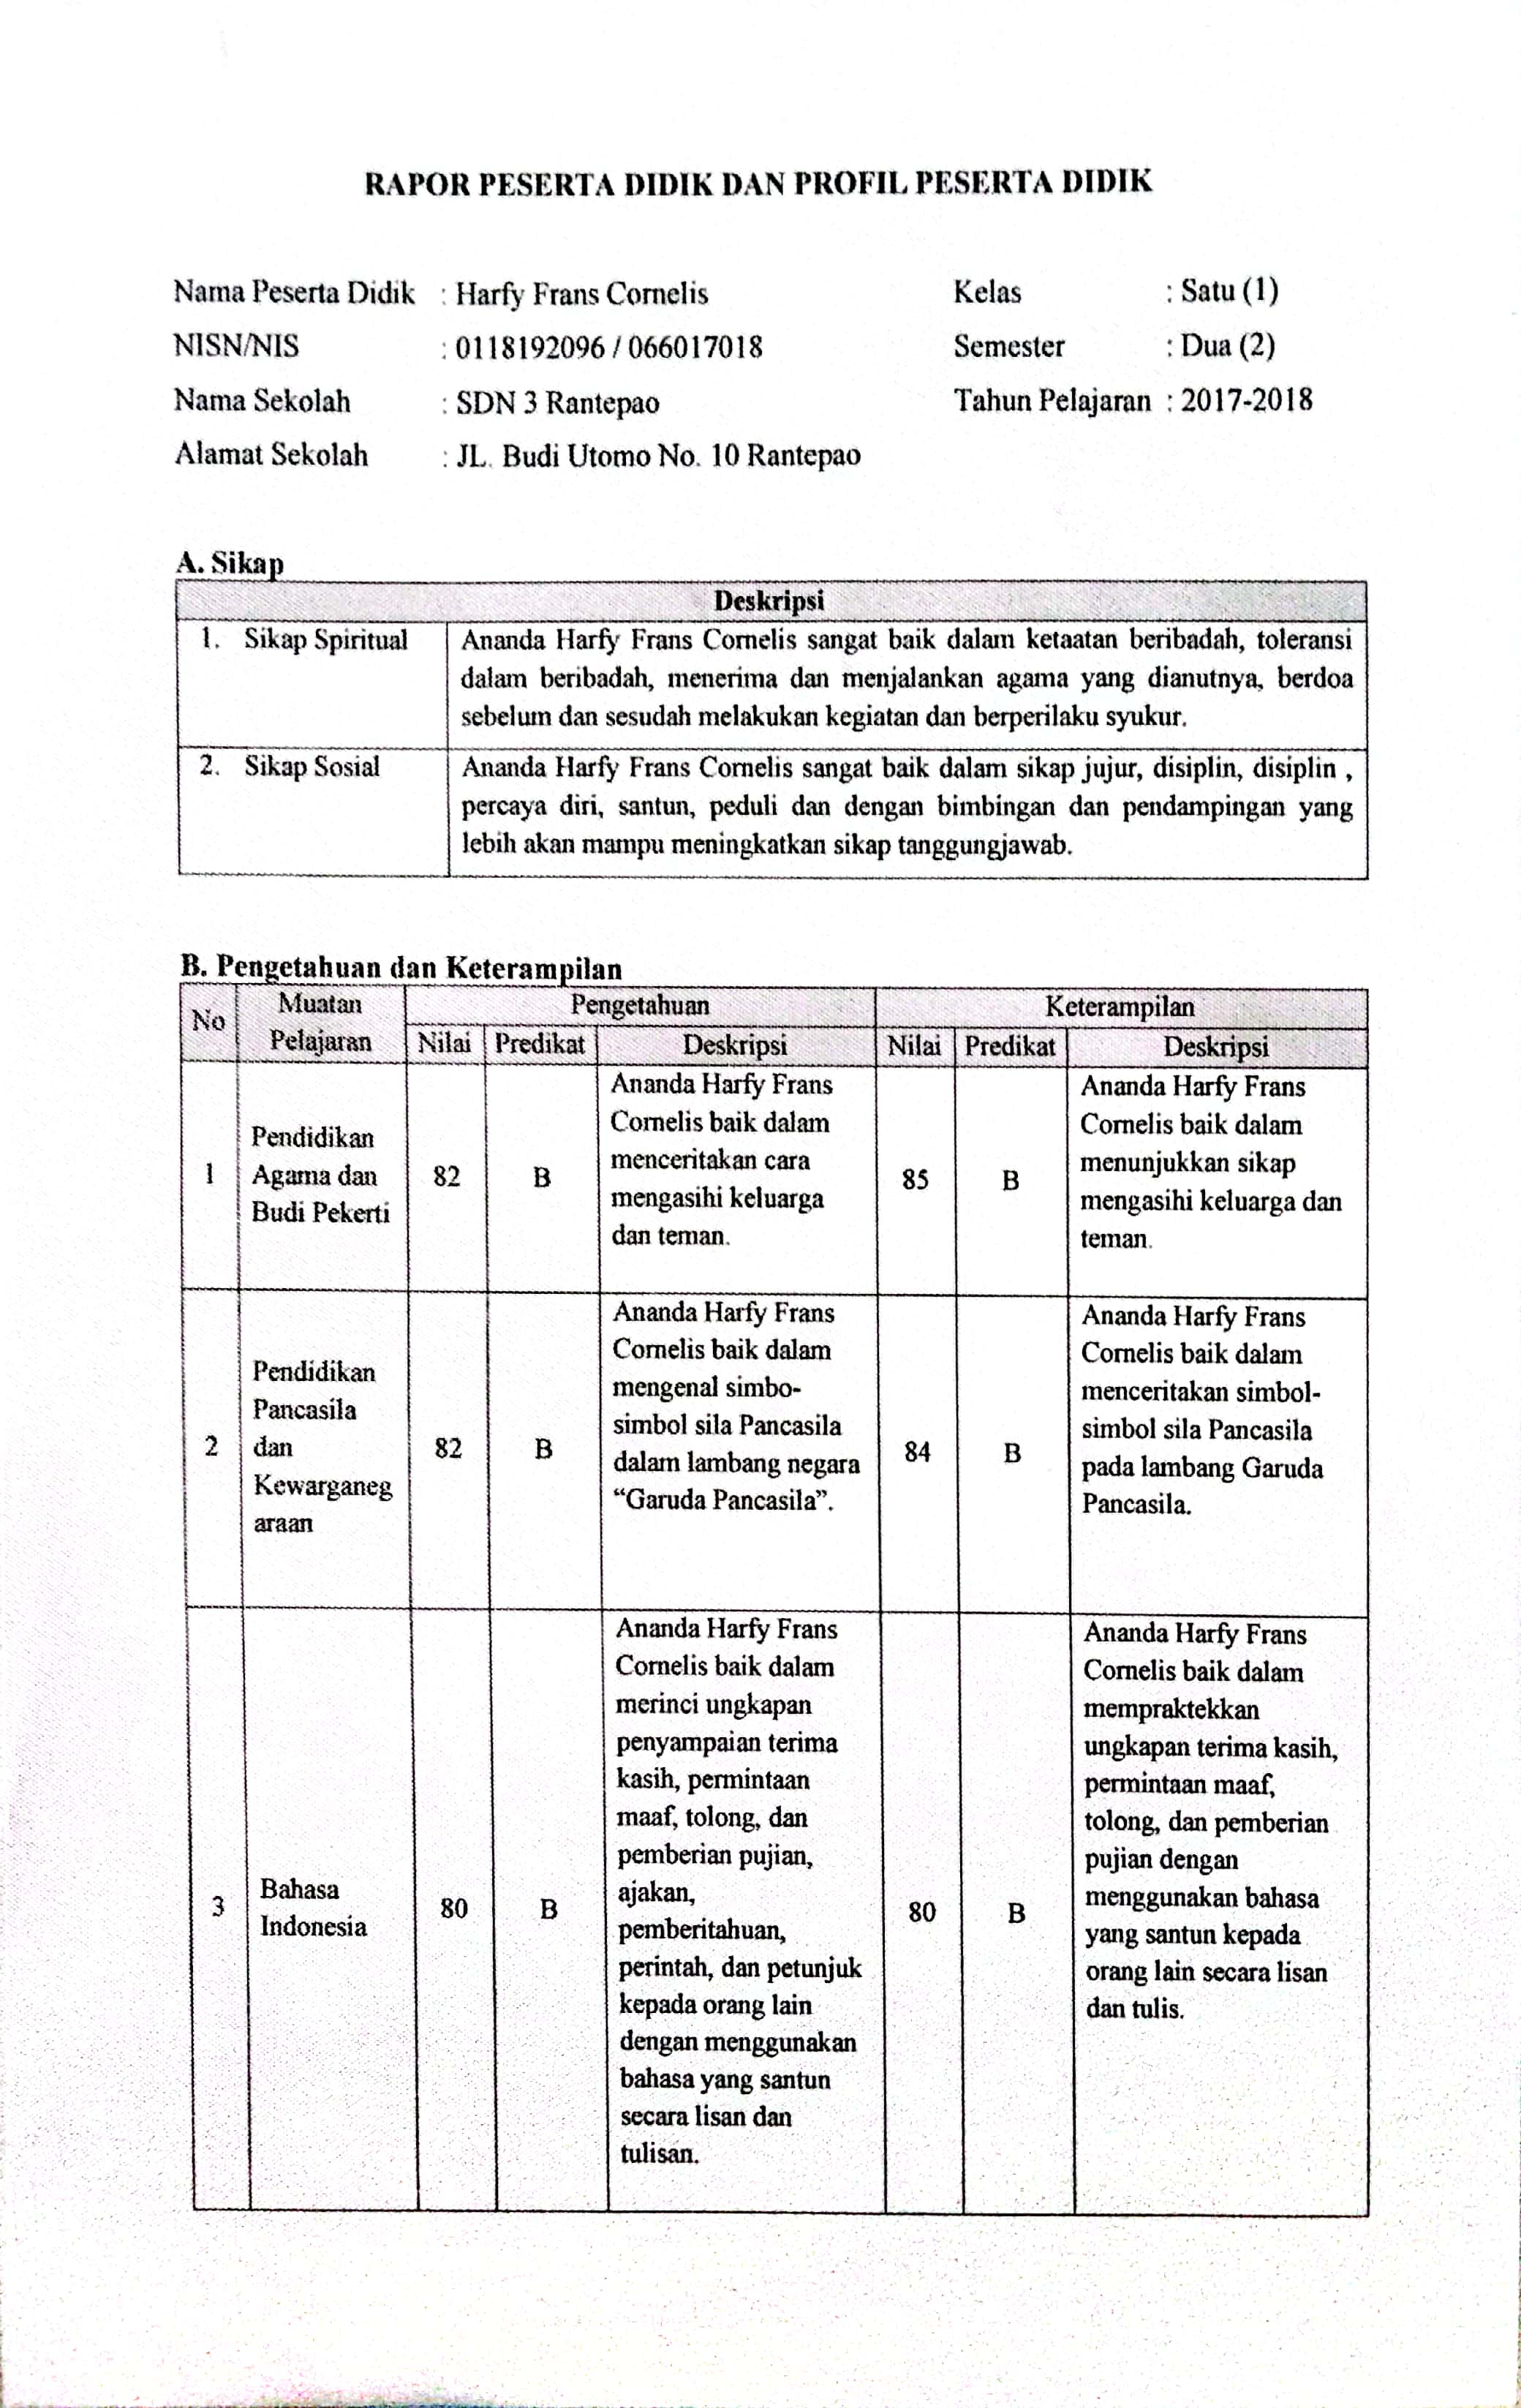 RAPOR PESERTA DIDIK DAN PROFIL PESERTA DIDIK
Nama Peserta Didik : Harfy Frans Cornelis
Kelas : Satu (1)
NISN/NIS : 0118192096 / 066017018
Semester : Dua (2)
Nama Sekolah : SDN 3 Rantepao
Tahun Pelajaran : 2017-2018
Alamat Sekolah : JL. Budi Utomo No. 10 Rantepao
A. Sikap
Deskripsi
1. Sikap Spiritual
Ananda Harfy Frans Cornelis sangat baik dalam ketaatan beribadah, toleransi
dalam beribadah, menerima dan menjalankan agama yang dianutnya, berdoa
sebelum dan sesudah melakukan kegiatan dan berperilaku syukur.
2. Sikap Sosial
Ananda Harfy Frans Cornelis sangat baik dalam sikap jujur, disiplin, disiplin ,
percaya diri, santun, peduli dan dengan bimbingan dan pendampingan yang
lebih akan mampu meningkatkan sikap tanggungjawab.
B. Pengetahuan dan Keterampilan
No
Muatan
Pelajaran
Pengetahuan
Keterampilan
Nilai Predikat Deskripsi Nilai Predikat Deskripsi
1
Pendidikan
Agama dan
Budi Pekerti
82
B
Ananda Harfy Frans
Cornelis baik dalam
menceritakan cara
mengasihi keluarga
dan teman.
85
B
Ananda Harfy Frans
Cornelis baik dalam
menunjukkan sikap
mengasihi keluarga dan
teman.
2
Pendidikan
Pancasila
dan
Kewarganeg
araan
82
B
Ananda Harfy Frans
Cornelis baik dalam
mengenal simbo-
simbol sila Pancasila
dalam lambang negara
“Garuda Pancasila”.
84
B
Ananda Harfy Frans
Cornelis baik dalam
menceritakan simbol-
simbol sila Pancasila
pada lambang Garuda
Pancasila.
3
Bahasa
Indonesia
80
B
Ananda Harfy Frans
Cornelis baik dalam
merinci ungkapan
penyampaian terima
kasih, permintaan
maaf, tolong, dan
pemberian pujian,
ajakan,
pemberitahuan,
perintah, dan petunjuk
kepada orang lain
dengan menggunakan
bahasa yang santun
secara lisan dan
tulisan.
80
B
Ananda Harfy Frans
Cornelis baik dalam
mempraktekkan
ungkapan terima kasih,
permintaan maaf,
tolong, dan pemberian
pujian dengan
menggunakan bahasa
yang santun kepada
orang lain secara lisan
dan tulis.